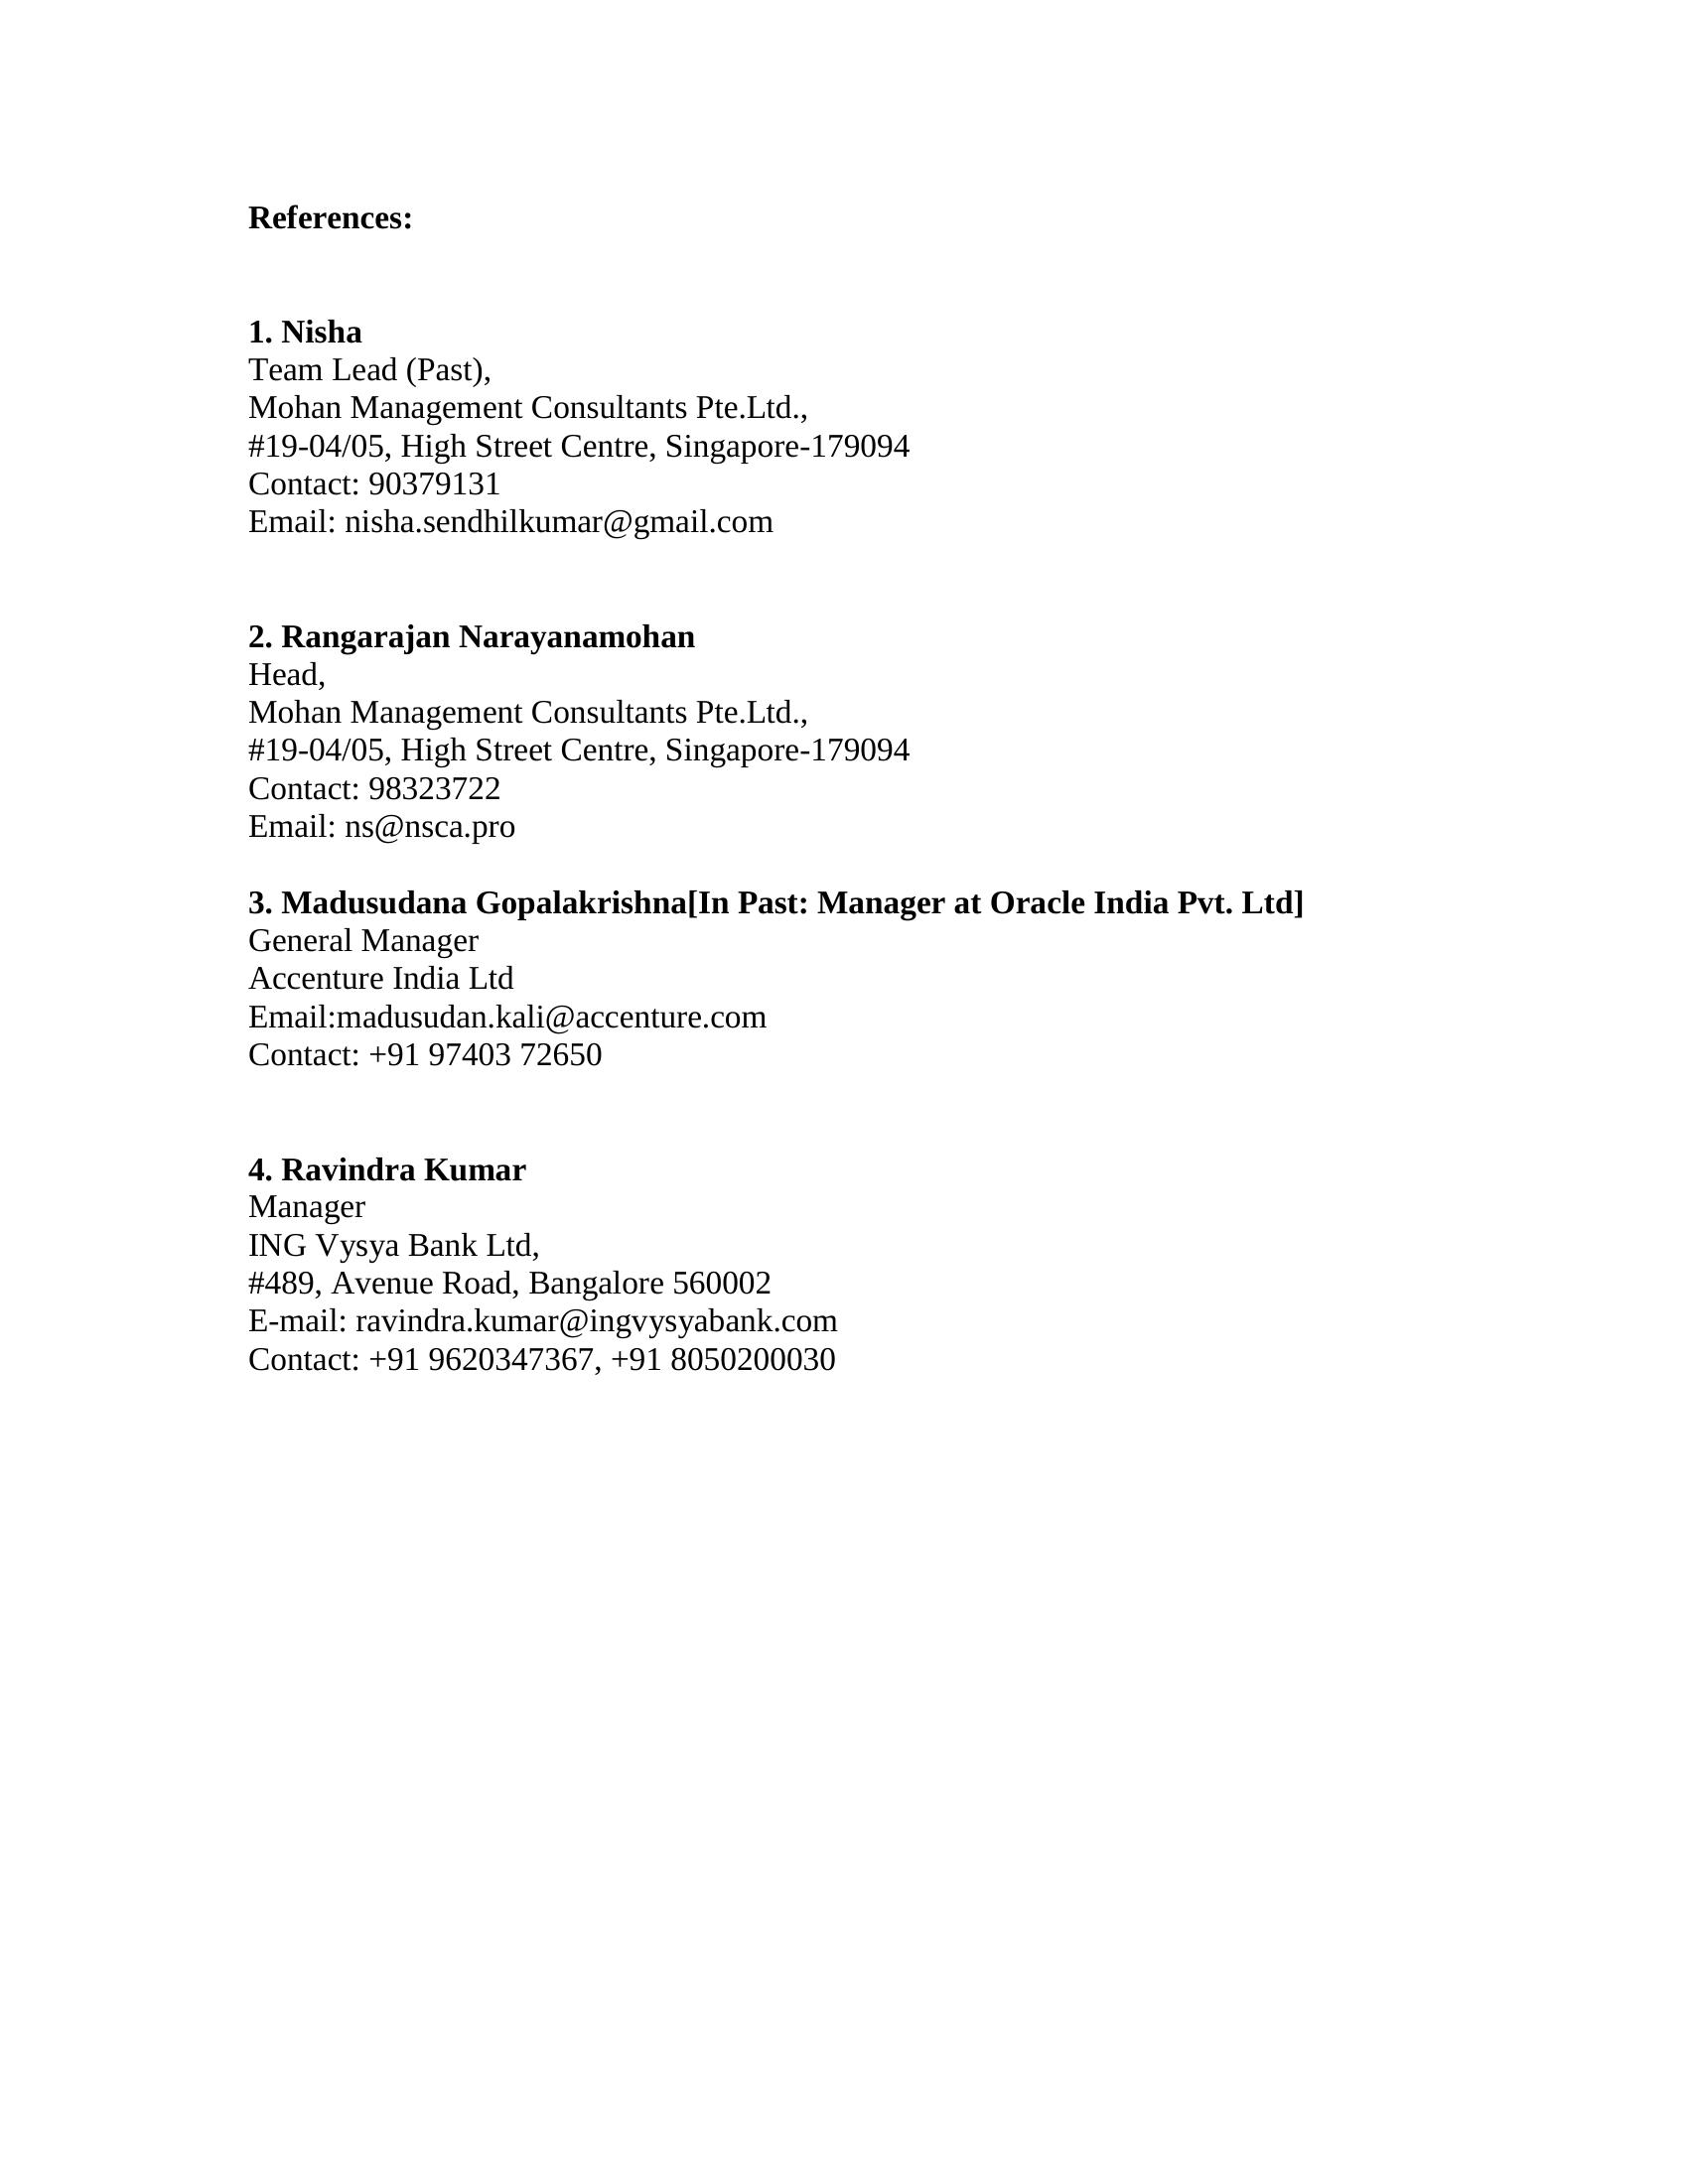 References:
1. Nisha
Team Lead (Past),
Mohan Management Consultants Pte.Ltd.,
#19-04/05, High Street Centre, Singapore-179094
Contact: 90379131
Email: nisha.sendhilkumar@gmail.com
2. Rangarajan Narayanamohan
Head,
Mohan Management Consultants Pte.Ltd.,
#19-04/05, High Street Centre, Singapore-179094
Contact: 98323722
Email: ns@nsca.pro
3. Madusudana Gopalakrishna[In Past: Manager at Oracle India Pvt. Ltd]
General Manager
Accenture India Ltd
Email:madusudan.kali@accenture.com
Contact: +91 97403 72650
4. Ravindra Kumar
Manager
ING Vysya Bank Ltd,
#489, Avenue Road, Bangalore 560002
E-mail: ravindra.kumar@ingvysyabank.com
Contact: +91 9620347367, +91 8050200030